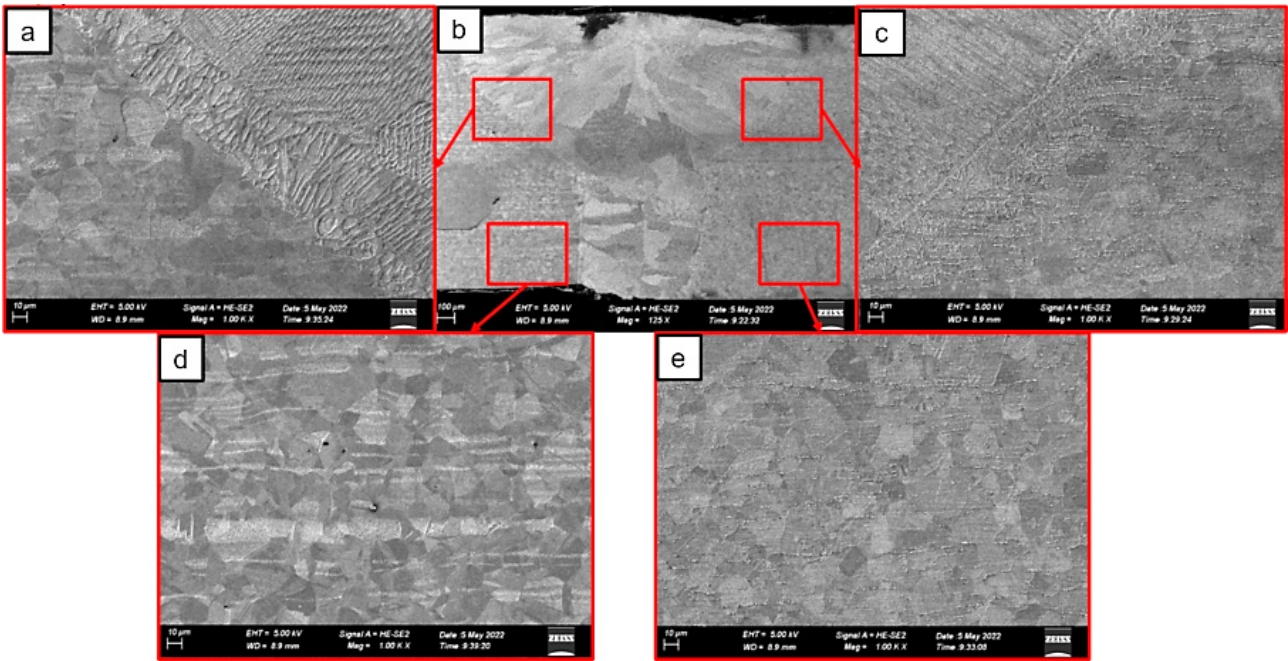 a
10 µm
EHT = 5.00 kV
Signal A = HE-SE2
Date :5 May 2022
WD = 8.9 mm
Mag = 1.00 K X
Time :9:35:24
ZEISS
b
100 µm
EHT = 5.00 kV
Signal A = HE-SE2
Date :5 May 2022
WD = 8.9 mm
Mag = 125 X
Time :9:22:32
ZEISS
c
10 µm
EHT = 5.00 kV
Signal A = HE-SE2
Date :5 May 2022
WD = 8.9 mm
Mag = 1.00 K X
Time :9:29:24
ZEISS
d
10 µm
EHT = 5.00 kV
Signal A = HE-SE2
Date :5 May 2022
WD = 8.9 mm
Mag = 1.00 K X
Time :9:39:20
ZEISS
e
10 µm
EHT = 5.00 kV
Signal A = HE-SE2
Date :5 May 2022
WD = 8.9 mm
Mag = 1.00 K X
Time :9:33:08
ZEISS